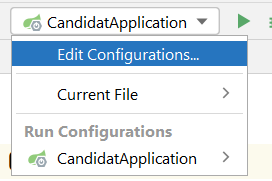 CandidatApplication
Edit Configurations...
Current File
Run Configurations
CandidatApplication